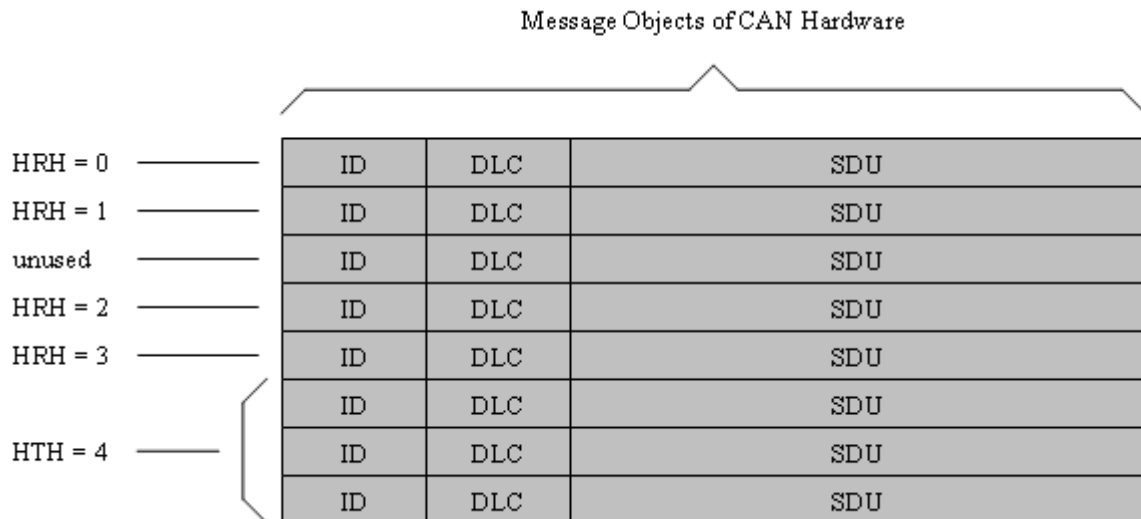 Message Objects of CAN Hardware
HRH = 0 ID DLC SDU
HRH = 1 ID DLC SDU
unused ID DLC SDU
HRH = 2 ID DLC SDU
HRH = 3 ID DLC SDU
ID DLC SDU
HTH = 4 ID DLC SDU
ID DLC SDU